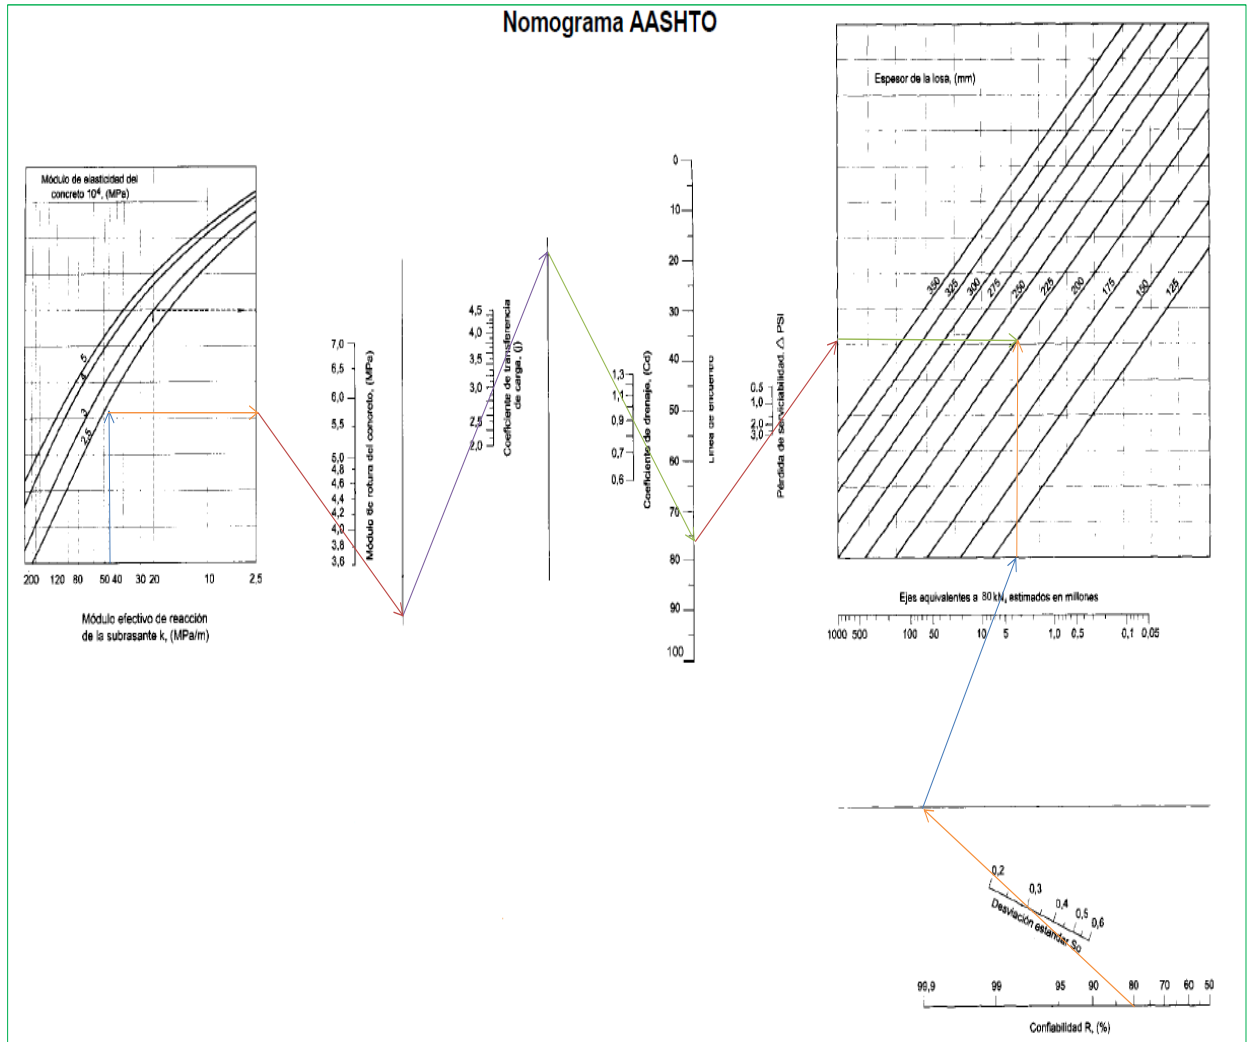 Nomograma AASHTO
Módulo de elasticidad del
concreto 10⁴, (MPa)
5
4
3
2,5
200 120 80 50 40 30 20 10 2,5
Módulo efectivo de reacción
de la subrasante k, (MPa/m)
7,0
6,5
6,0
5,5
5,0
4,8
4,6
4,4
4,2
4,0
3,8
3,6
Módulo de rotura del concreto, (MPa)
4,5
4,0
3,5
3,0
2,5
2,3
2,0
Coeficiente de transferencia
de carga, (j)
1,3
1,1
0,9
0,7
0,6
Coeficiente de drenaje, (Cd)
0
10
20
30
40
50
60
70
80
90
100
Línea de encuentro
0.5
1,0
2,0
3,0
Pérdida de serviciabilidad, △ PSI
Espesor de la losa, (mm)
350 325 300 275 250 225 200 175 150 125
Ejes equivalentes a 80 kN, estimados en millones
1000 500 100 50 10 5 1,0 0,5 0,1 0,05
0,2
0,3
0,4
0,5
0,6
Desviación estandar So
99,9 99 95 90 80 70 60 50
Confiabilidad R, (%)